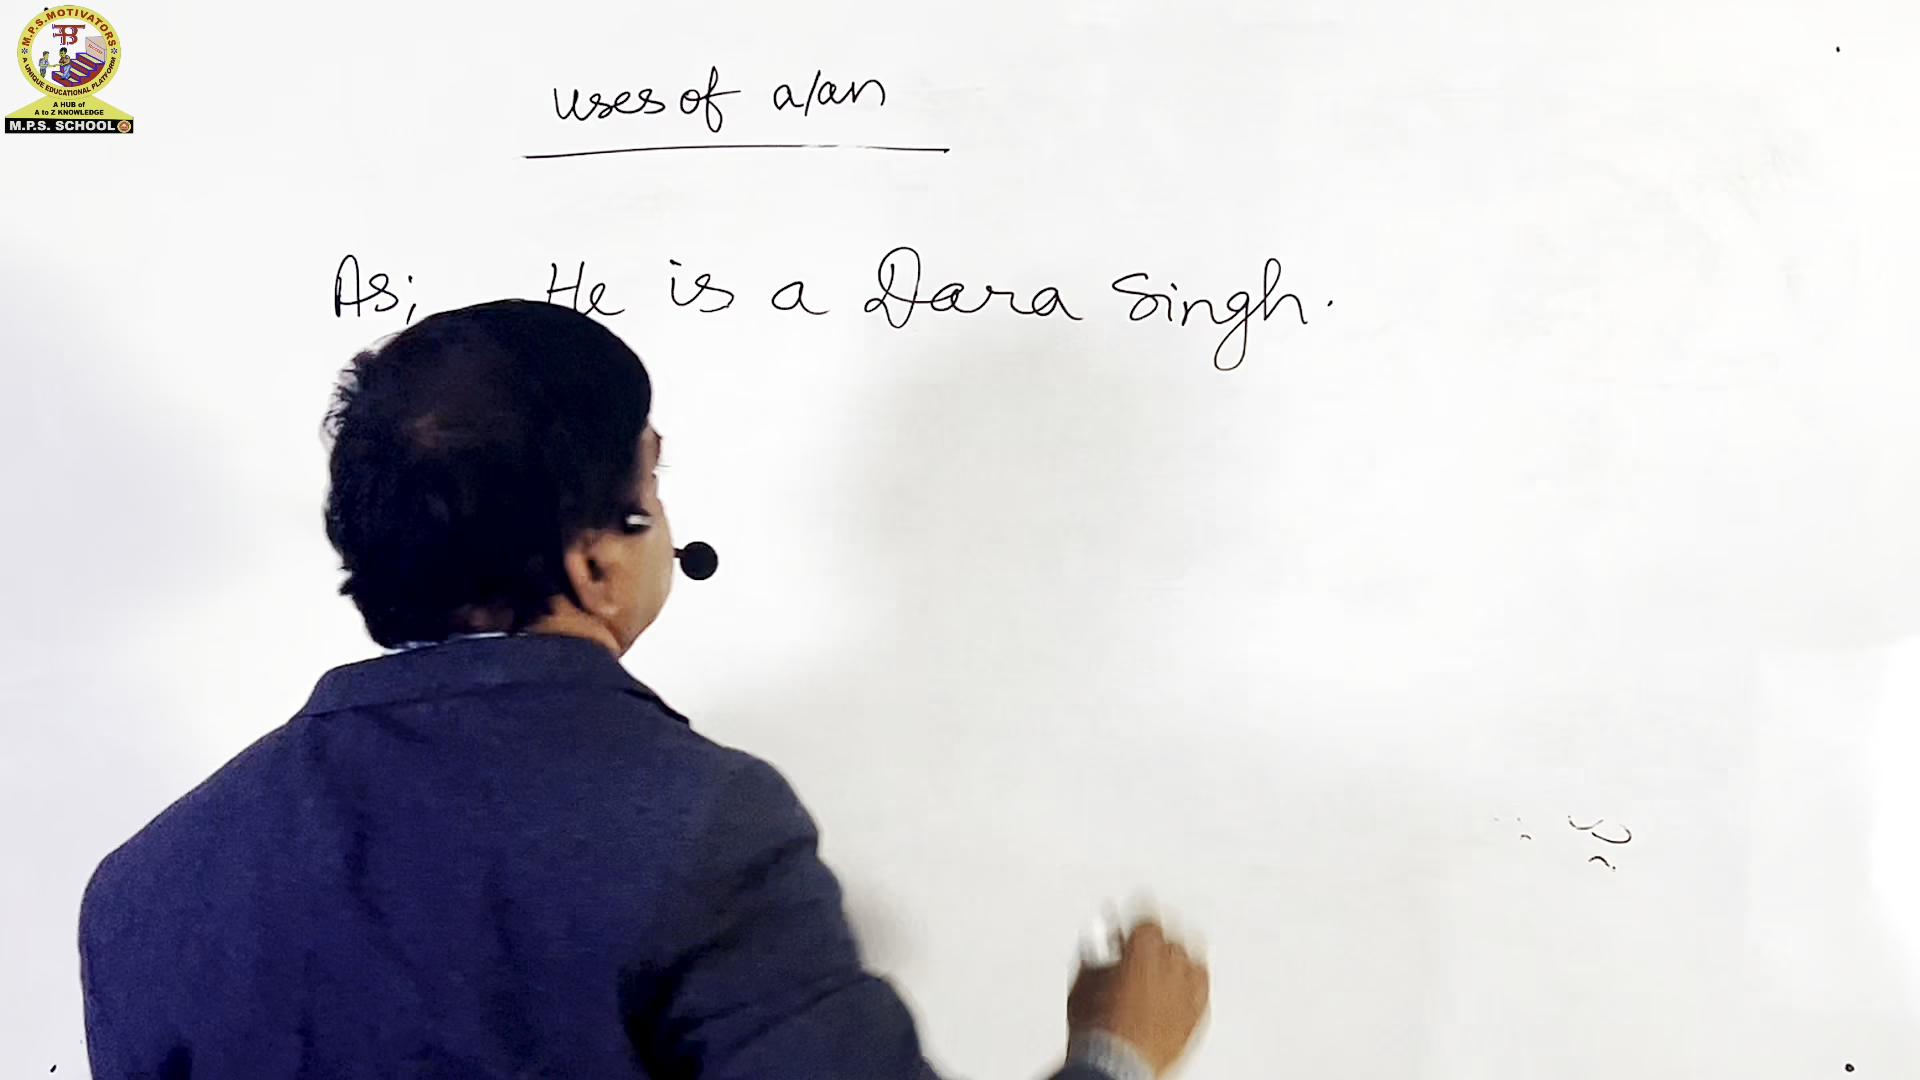 M.P.S.MOTIVATORS
A UNIQUE EDUCATIONAL PLATFORM
A HUB of
A to Z KNOWLEDGE
M.P.S. SCHOOL
uses of a/an
As; He is a Dara Singh.